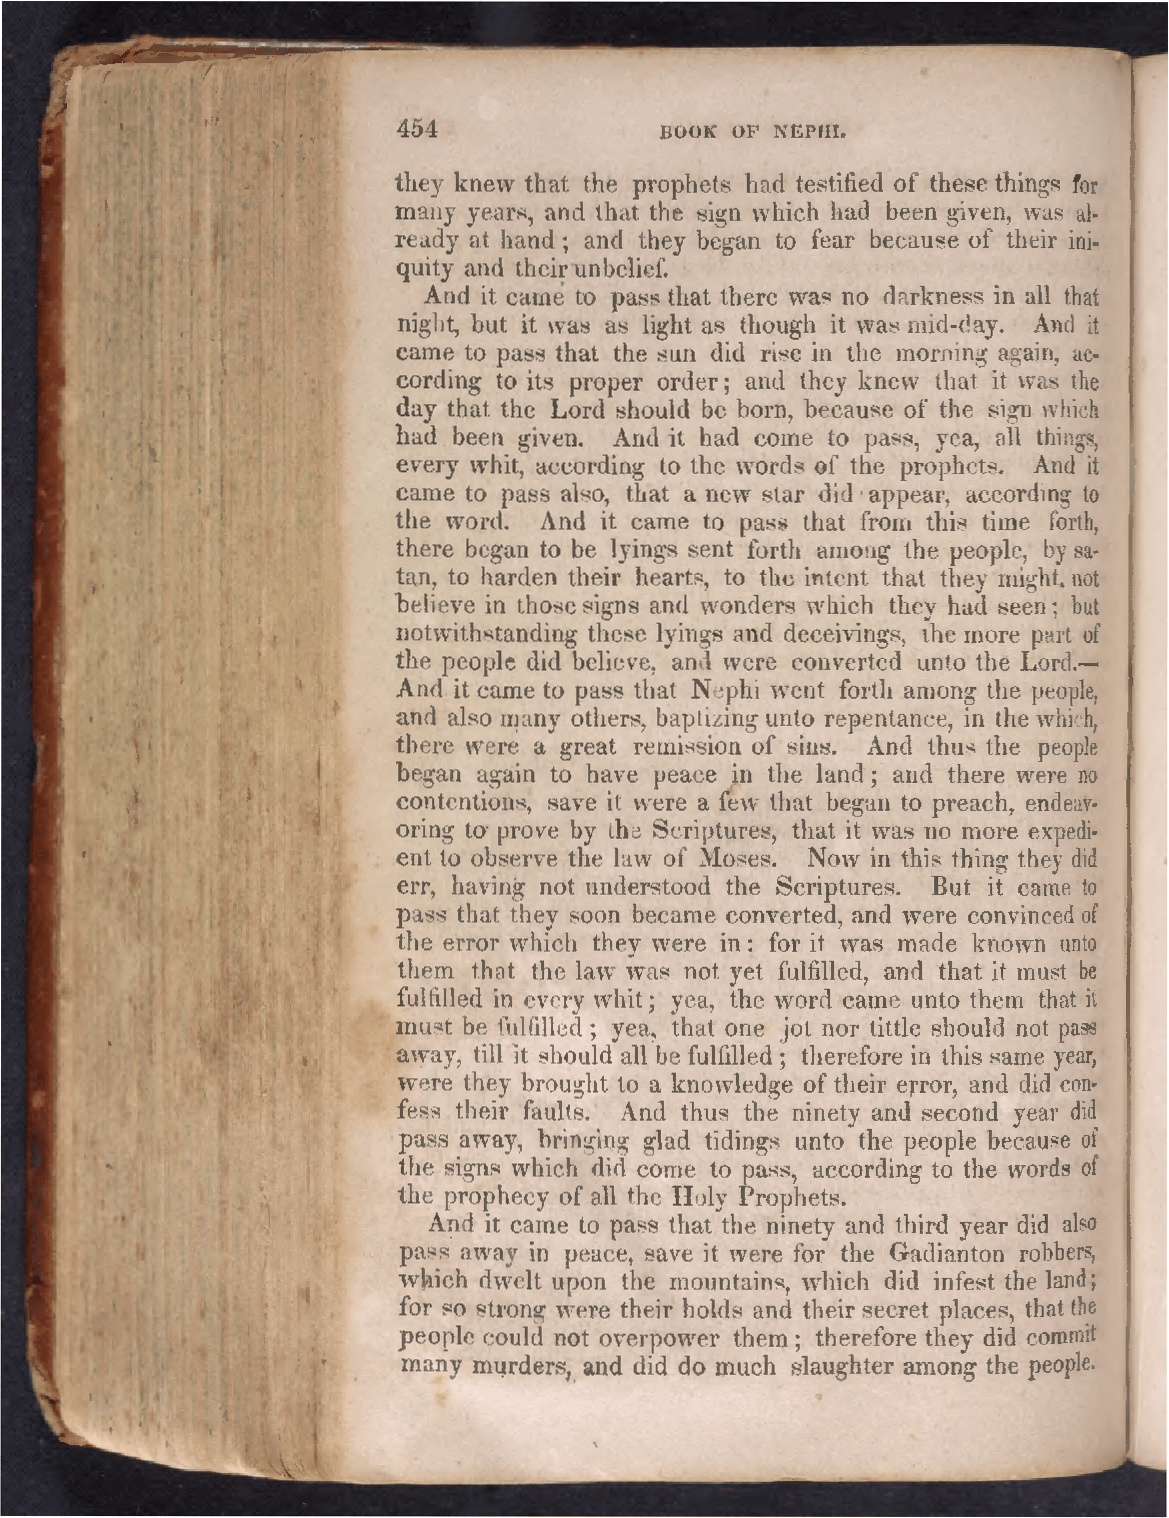 454 BOOK OF NEPHI.
they knew that the prophets had testified of these things for
many years, and that the sign which had been given, was al-
ready at hand; and they began to fear because of their ini-
quity and their unbelief.
And it came to pass that there was no darkness in all that
night, but it was as light as though it was mid-day. And it
came to pass that the sun did rise in the morning again, ac-
cording to its proper order; and they knew that it was the
day that the Lord should be born, because of the sign which
had been given. And it had come to pass, yea, all things,
every whit, according to the words of the prophets. And it
came to pass also, that a new star did appear, according to
the word. And it came to pass that from this time forth,
there began to be lyings sent forth among the people, by sa-
tan, to harden their hearts, to the intent that they might not
believe in those signs and wonders which they had seen; but
notwithstanding these lyings and deceivings, the more part of
the people did believe, and were converted unto the Lord.—
And it came to pass that Nephi went forth among the people,
and also many others, baptizing unto repentance, in the which,
there were a great remission of sins. And thus the people
began again to have peace in the land; and there were no
contentions, save it were a few that began to preach, endeav-
oring to prove by the Scriptures, that it was no more expedi-
ent to observe the law of Moses. Now in this thing they did
err, having not understood the Scriptures. But it came to
pass that they soon became converted, and were convinced of
the error which they were in: for it was made known unto
them that the law was not yet fulfilled, and that it must be
fulfilled in every whit; yea, the word came unto them that it
must be fulfilled; yea, that one jot nor tittle should not pass
away, till it should all be fulfilled; therefore in this same year,
were they brought to a knowledge of their error, and did con-
fess their faults. And thus the ninety and second year did
pass away, bringing glad tidings unto the people because of
the signs which did come to pass, according to the words of
the prophecy of all the Holy Prophets.
And it came to pass that the ninety and third year did also
pass away in peace, save it were for the Gadianton robbers,
which dwelt upon the mountains, which did infest the land;
for so strong were their holds and their secret places, that the
people could not overpower them; therefore they did commit
many murders, and did do much slaughter among the people.